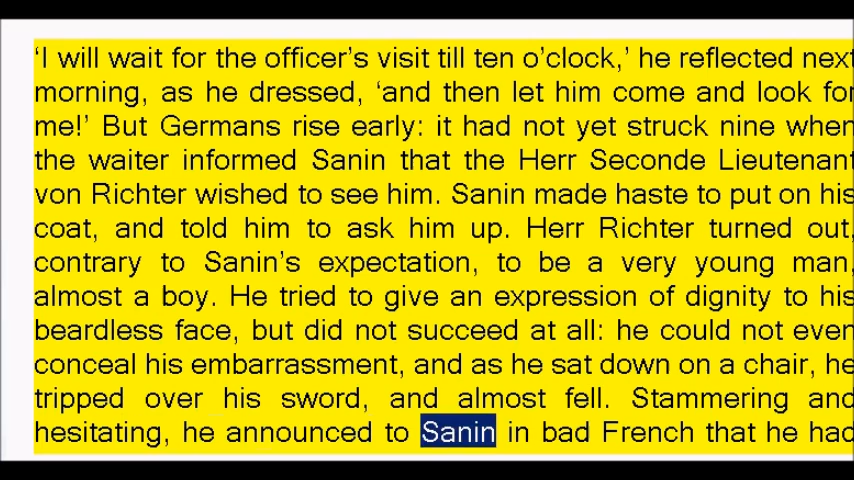 ‘I will wait for the officer’s visit till ten o’clock,’ he reflected next
morning, as he dressed, ‘and then let him come and look for
me!’ But Germans rise early: it had not yet struck nine when
the waiter informed Sanin that the Herr Seconde Lieutenant
von Richter wished to see him. Sanin made haste to put on his
coat, and told him to ask him up. Herr Richter turned out,
contrary to Sanin’s expectation, to be a very young man,
almost a boy. He tried to give an expression of dignity to his
beardless face, but did not succeed at all: he could not even
conceal his embarrassment, and as he sat down on a chair, he
tripped over his sword, and almost fell. Stammering and
hesitating, he announced to Sanin in bad French that he had